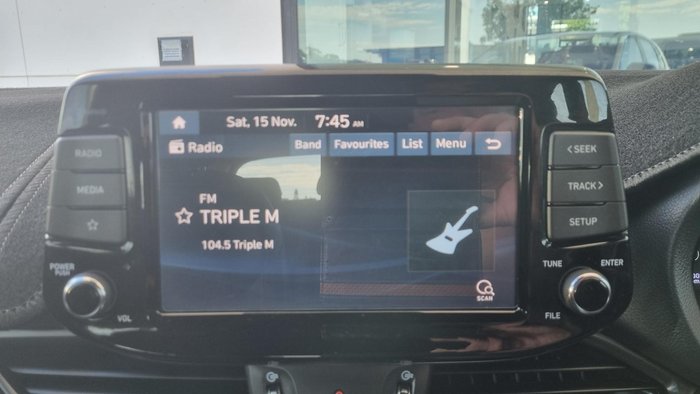 Sat, 15 Nov. 7:45 AM
Radio Band Favourites List Menu
FM
TRIPLE M
104.5 Triple M
SCAN
RADIO
MEDIA
POWER
PUSH
VOL
< SEEK
TRACK >
SETUP
TUNE ENTER
FILE